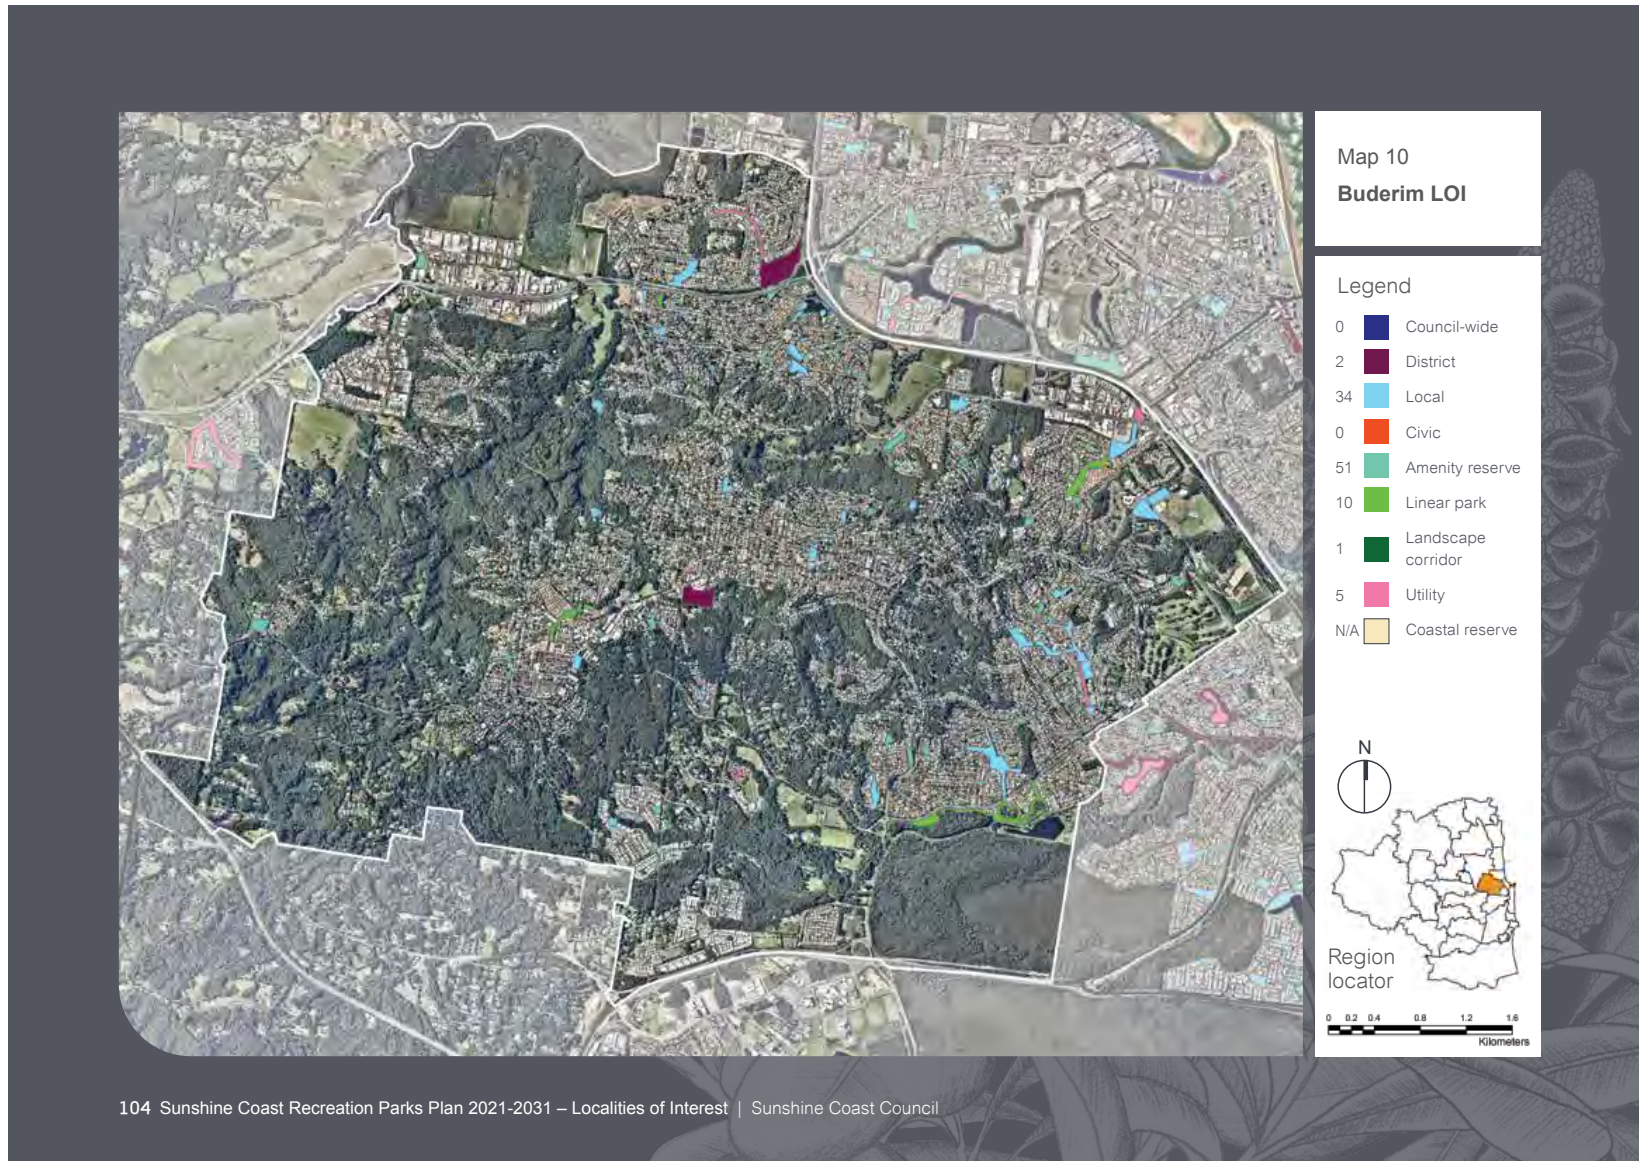 Map 10
Buderim LOI
Legend
0 Council-wide
2 District
34 Local
0 Civic
51 Amenity reserve
10 Linear park
1 Landscape
corridor
5 Utility
N/A Coastal reserve
N
Region
locator
0 0.2 0.4 0.8 1.2 1.6
Kilometers
104 Sunshine Coast Recreation Parks Plan 2021-2031 – Localities of Interest | Sunshine Coast Council